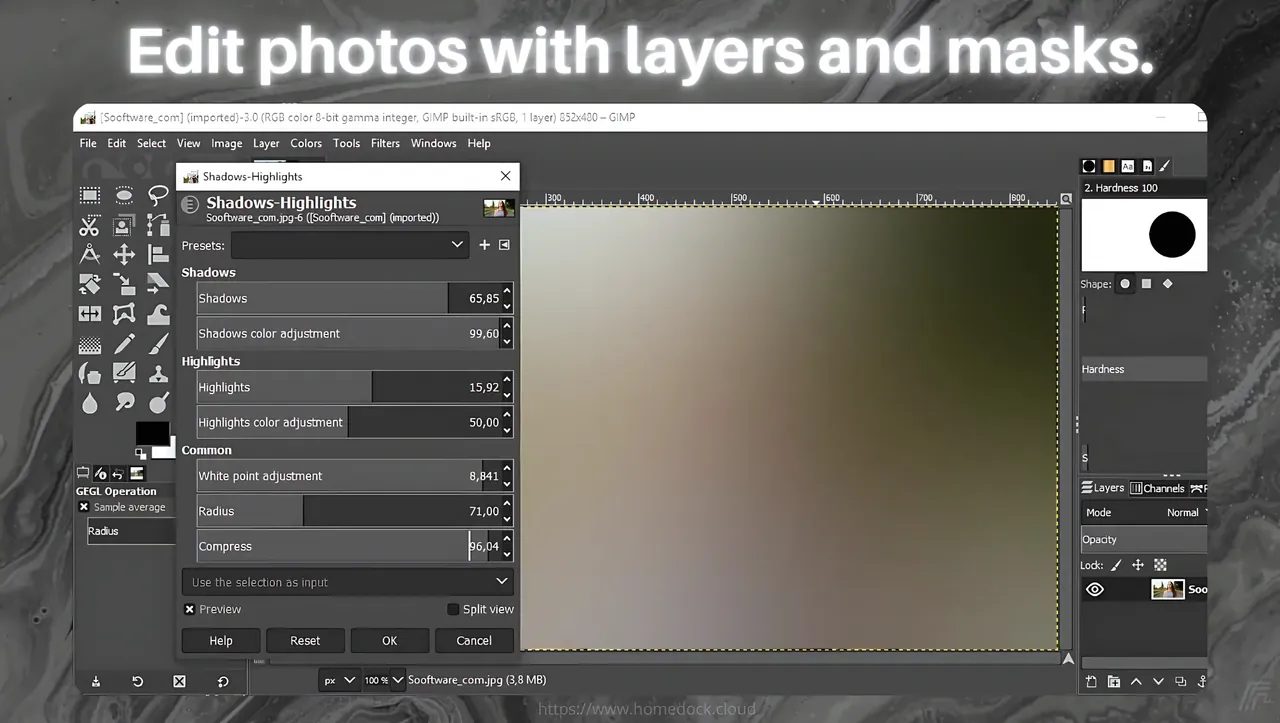 Edit photos with layers and masks.
[Sooftware_com] (imported)-3.0 (RGB color 8-bit gamma integer, GIMP built-in sRGB, 1 layer) 852x480 – GIMP
File Edit Select View Image Layer Colors Tools Filters Windows Help
Shadows-Highlights
Shadows-Highlights
Sooftware_com.jpg-6 ([Sooftware_com] (imported))
Presets:
Shadows
Shadows 65,85
Shadows color adjustment 99,60
Highlights
Highlights 15,92
Highlights color adjustment 50,00
Common
White point adjustment 8,841
Radius 71,00
Compress 96,04
Use the selection as input
Preview Split view
Help Reset OK Cancel
GEGL Operation
Sample average
Radius
300 400 500 600 700 800
px 100 % Sooftware_com.jpg (3,8 MB)
Aa
2. Hardness 100
Shape:
Hardness
S
Layers Channels
Mode Normal
Opacity
Lock:
Soo
https://www.homedock.cloud